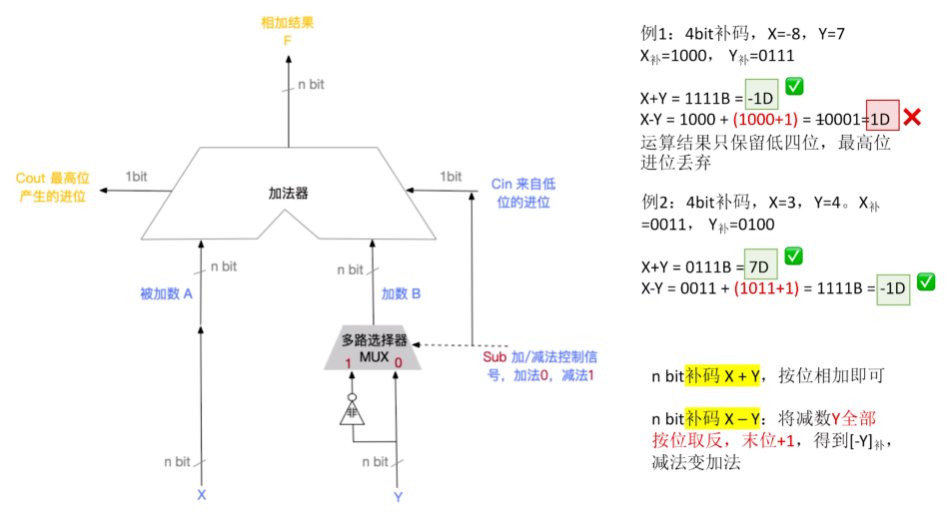 相加结果
F
n bit
Cout 最高位
产生的进位
1bit
加法器
1bit
Cin 来自低
位的进位
n bit
被加数 A
n bit
加数 B
多路选择器
MUX
1
0
Sub 加/减法控制信
号，加法0，减法1
非
n bit
n bit
X
Y
例1：4bit补码，X=-8，Y=7
X补=1000， Y补=0111
X+Y = 1111B = -1D
X-Y = 1000 + (1000+1) = 10001=1D
运算结果只保留低四位，最高位
进位丢弃
例2：4bit补码，X=3，Y=4。X补
=0011， Y补=0100
X+Y = 0111B = 7D
X-Y = 0011 + (1011+1) = 1111B = -1D
n bit补码 X + Y，按位相加即可
n bit补码 X – Y：将减数Y全部
按位取反，末位+1，得到[-Y]补，
减法变加法